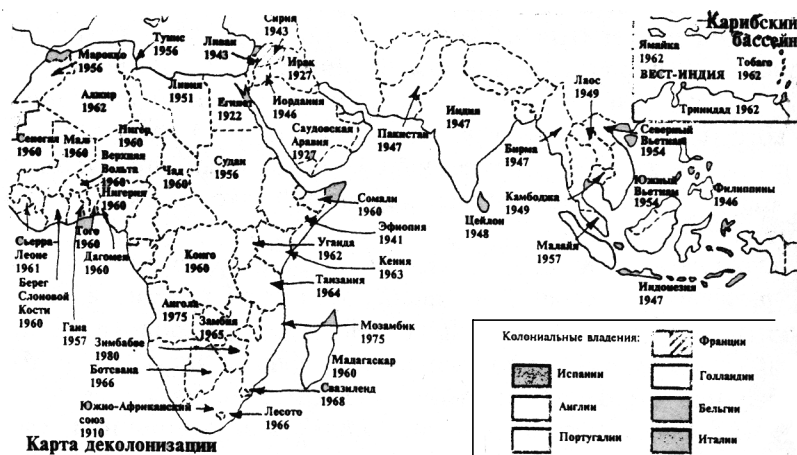 Карибский
бассейн
Ямайка
1962
Тобаго
1962
ВЕСТ-ИНДИЯ
Тринидад 1962
Сирия
1943
Тунис
1956
Ливан
1943
Марокко
1956
Ирак
1927
Алжир
1962
Ливия
1951
Египет
1922
Иордания
1946
Саудовская
Аравия
1927
Пакистан
1947
Индия
1947
Лаос
1949
Бирма
1947
Северный
Вьетнам
1954
Сенегал
1960
Мали
1960
Нигер
1960
Верхняя
Вольта
1960
Чад
1960
Судан
1956
Нигерия
1960
Сомали
1960
Камбоджа
1949
Южный
Вьетнам
1954
Филиппины
1946
Цейлон
1948
Эфиопия
1941
Сьерра-
Леоне
1961
Того
1960
Дагомея
1960
Уганда
1962
Малайя
1957
Конго
1960
Кения
1963
Берег
Слоновой
Кости
1960
Танзания
1964
Индонезия
1947
Ангола
1975
Гана
1957
Замбия
1965
Мозамбик
1975
Зимбабве
1980
Мадагаскар
1960
Ботсвана
1966
Свазиленд
1968
Южно-Африканский
союз
1910
Лесото
1966
Карта деколонизации
Колониальные владения:
Франции
Испании
Голландии
Англии
Бельгии
Португалии
Италии